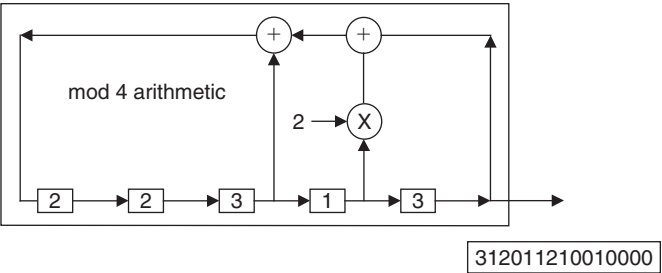 + +
mod 4 arithmetic
2 X
2 2 3 1 3
312011210010000